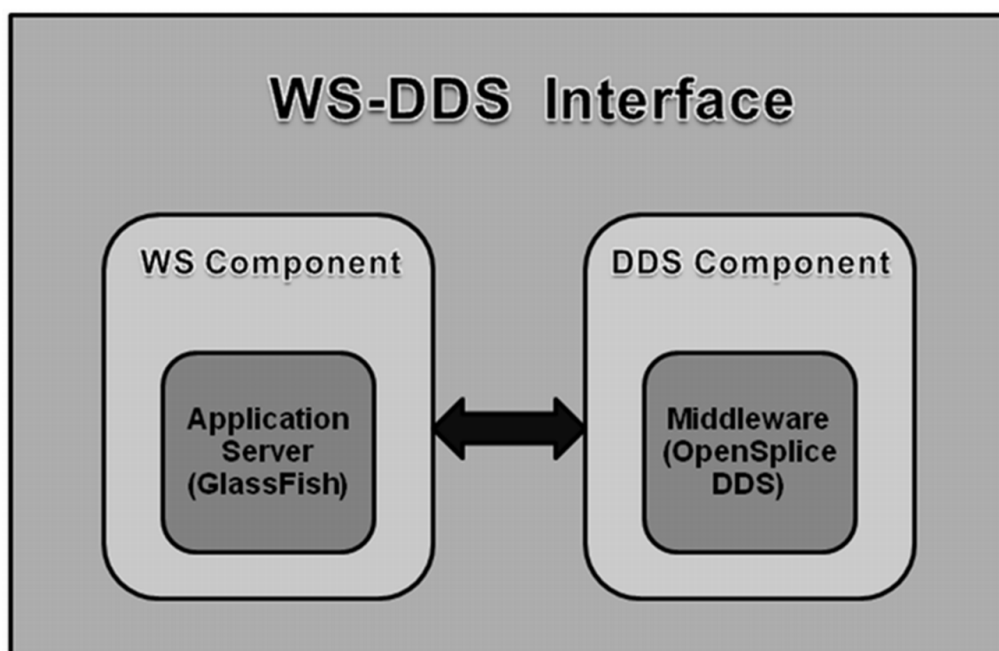 WS-DDS Interface
WS Component
Application
Server
(GlassFish)
DDS Component
Middleware
(OpenSplice
DDS)